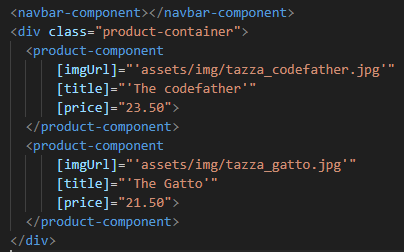 <navbar-component></navbar-component>
<div class="product-container">
  <product-component
      [imgUrl]="'assets/img/tazza_codefather.jpg'"
      [title]="'The codefather'"
      [price]="23.50">
  </product-component>
  <product-component
      [imgUrl]="'assets/img/tazza_gatto.jpg'"
      [title]="'The Gatto'"
      [price]="21.50">
  </product-component>
</div>